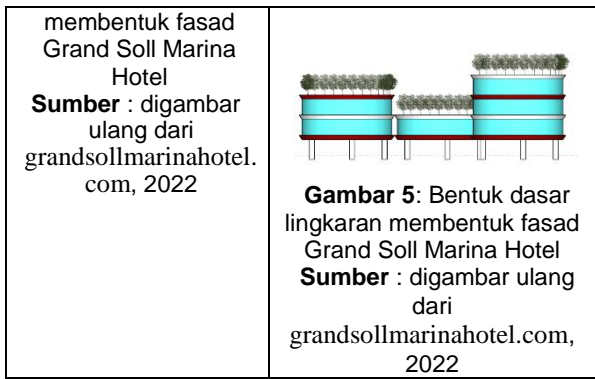 membentuk fasad
Grand Soll Marina
Hotel
Sumber : digambar
ulang dari
grandsollmarinahotel.
com, 2022
Gambar 5: Bentuk dasar
lingkaran membentuk fasad
Grand Soll Marina Hotel
Sumber : digambar ulang
dari
grandsollmarinahotel.com,
2022